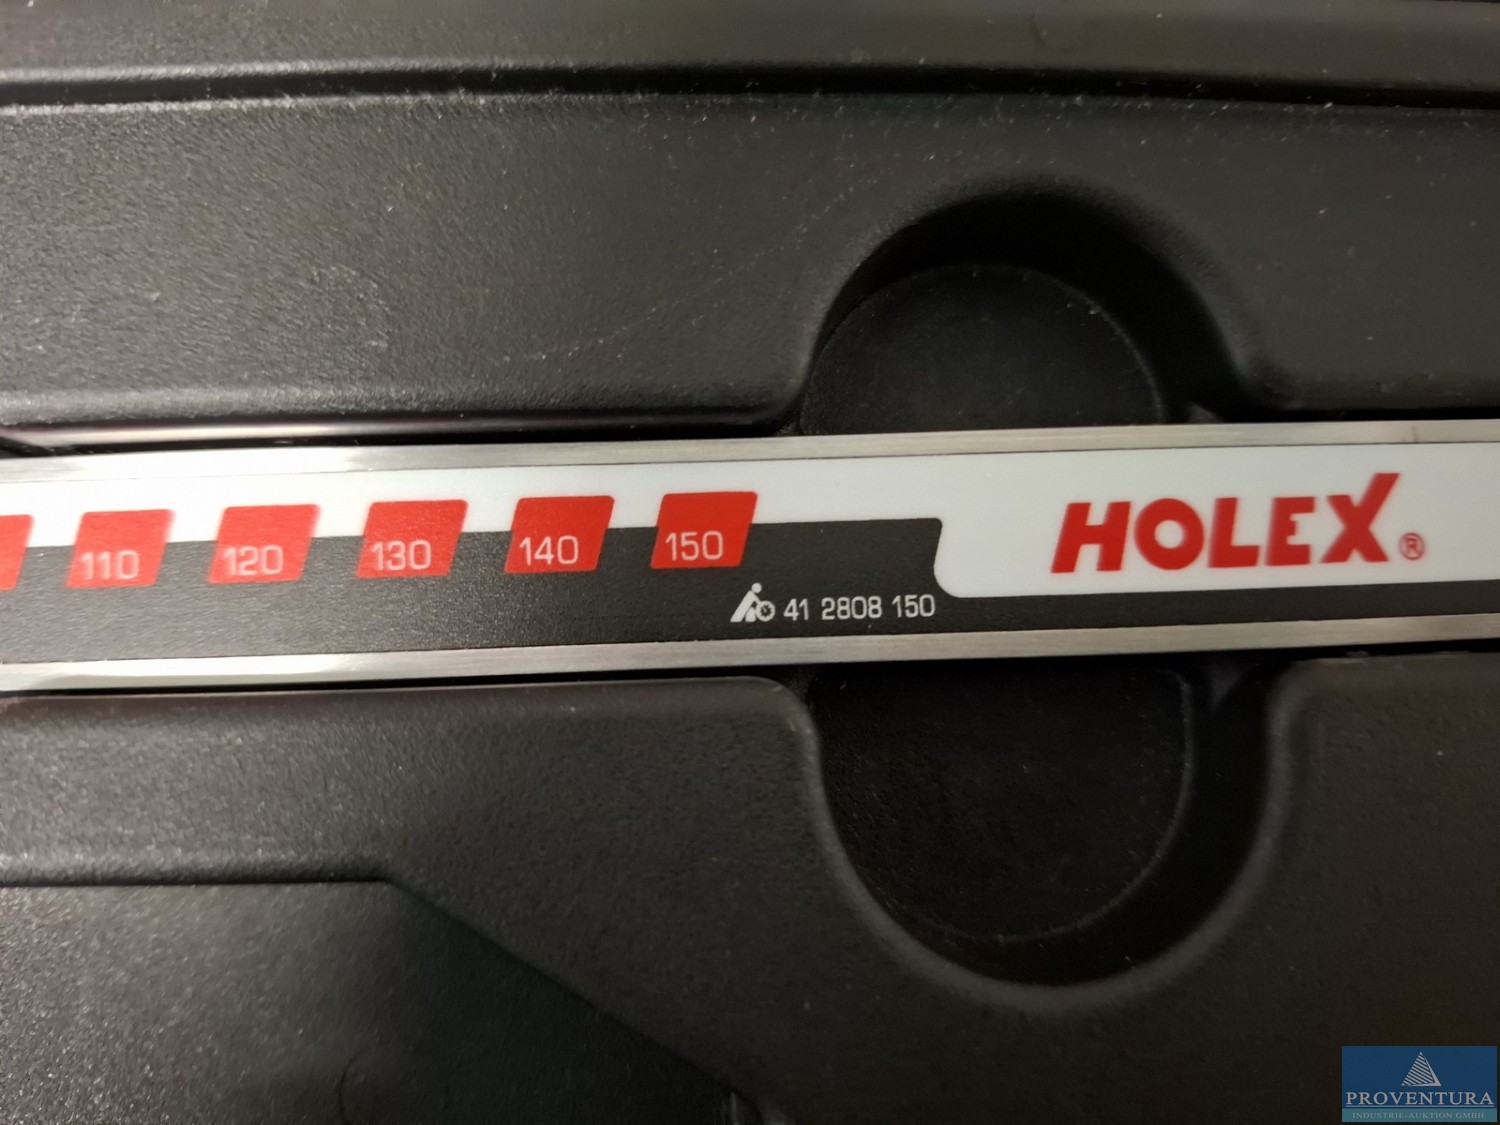 110 120 130 140 150
HOLEX®
41 2808 150
PROVENTURA
INDUSTRIE-AUKTION GMBH